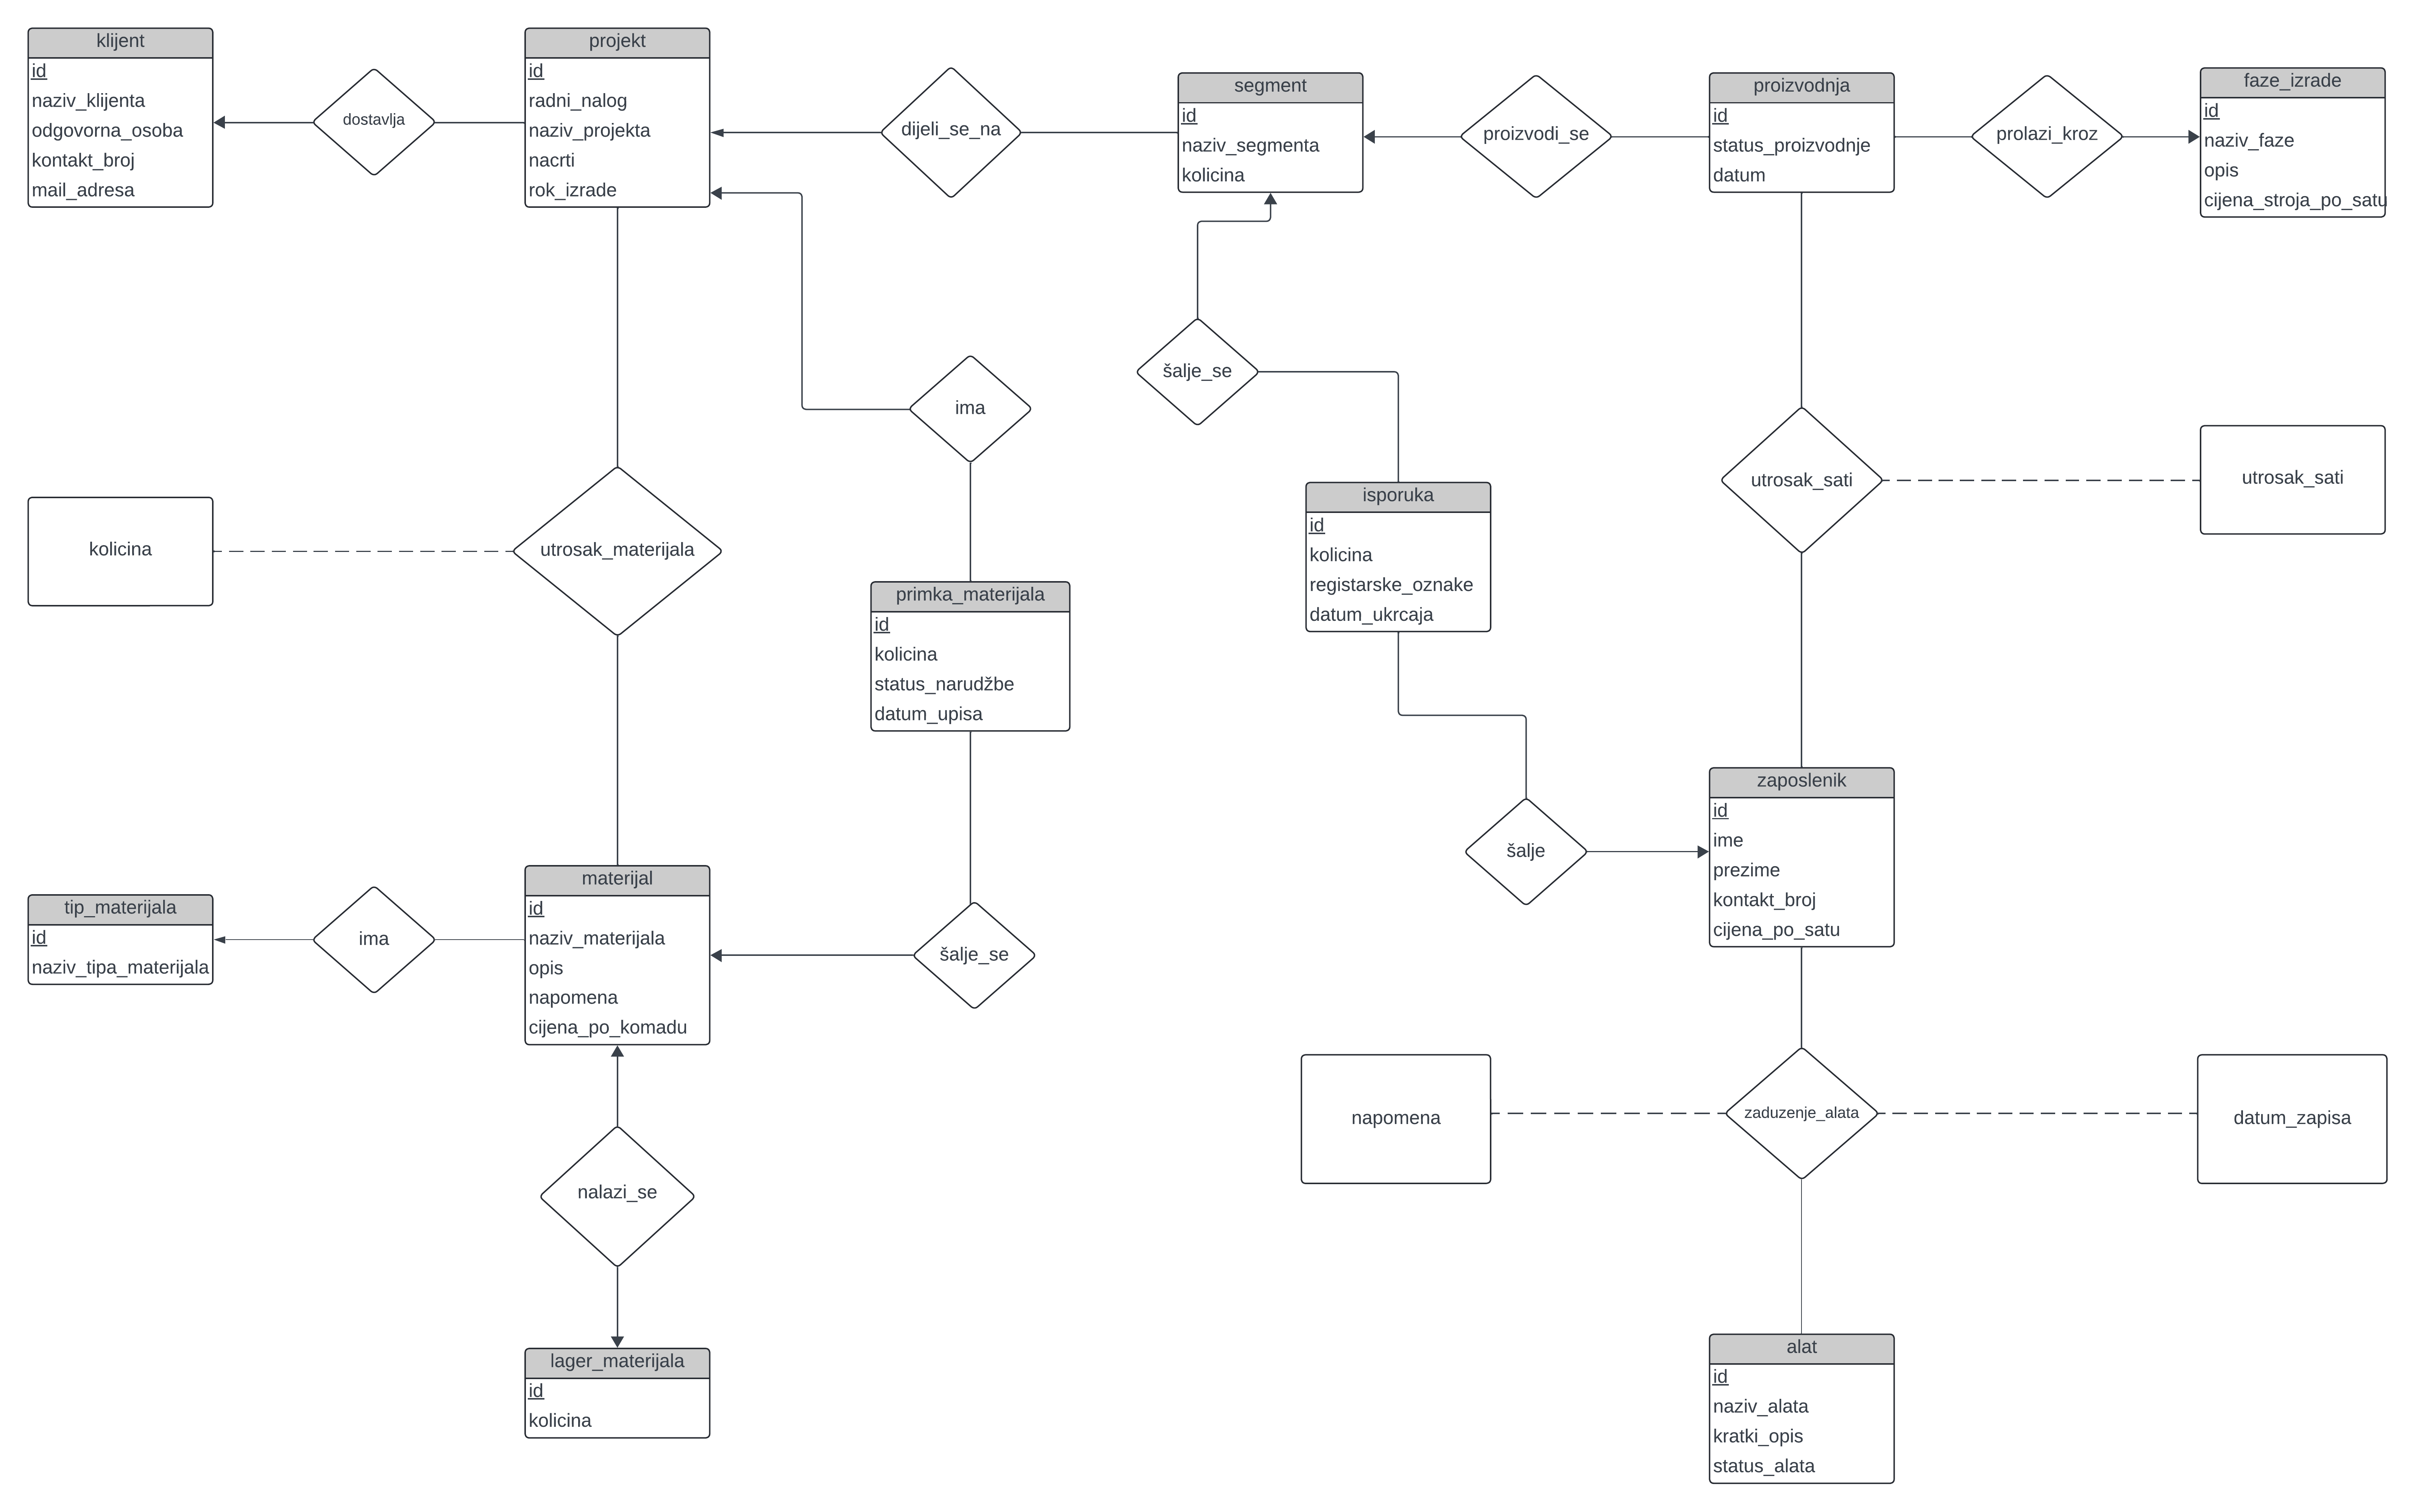 klijent
id
naziv_klijenta
odgovorna_osoba
kontakt_broj
mail_adresa
dostavlja
projekt
id
radni_nalog
naziv_projekta
nacrti
rok_izrade
dijeli_se_na
segment
id
naziv_segmenta
kolicina
proizvodi_se
proizvodnja
id
status_proizvodnje
datum
prolazi_kroz
faze_izrade
id
naziv_faze
opis
cijena_stroja_po_satu
šalje_se
ima
kolicina
utrosak_materijala
primka_materijala
id
kolicina
status_narudžbe
datum_upisa
isporuka
id
kolicina
registarske_oznake
datum_ukrcaja
utrosak_sati
utrosak_sati
tip_materijala
id
naziv_tipa_materijala
ima
materijal
id
naziv_materijala
opis
napomena
cijena_po_komadu
šalje_se
šalje
zaposlenik
id
ime
prezime
kontakt_broj
cijena_po_satu
nalazi_se
napomena
zaduzenje_alata
datum_zapisa
lager_materijala
id
kolicina
alat
id
naziv_alata
kratki_opis
status_alata